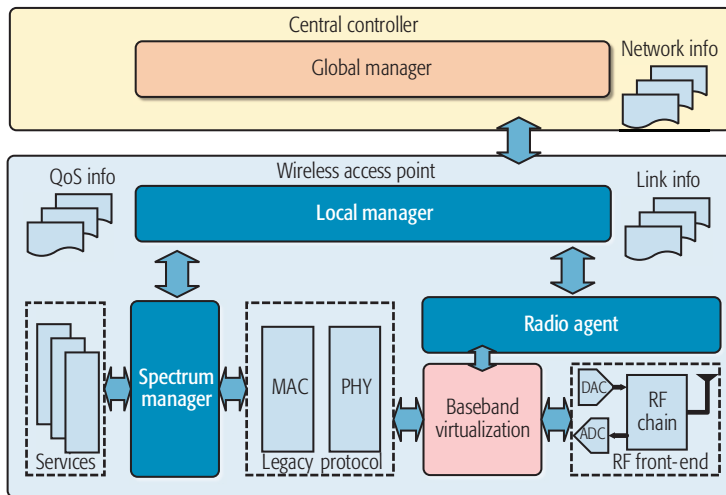 Central controller
Global manager
Network info
Wireless access point
QoS info
Link info
Local manager
Radio agent
Spectrum
manager
MAC
PHY
Baseband
virtualization
DAC
ADC
RF
chain
Services
Legacy protocol
RF front-end